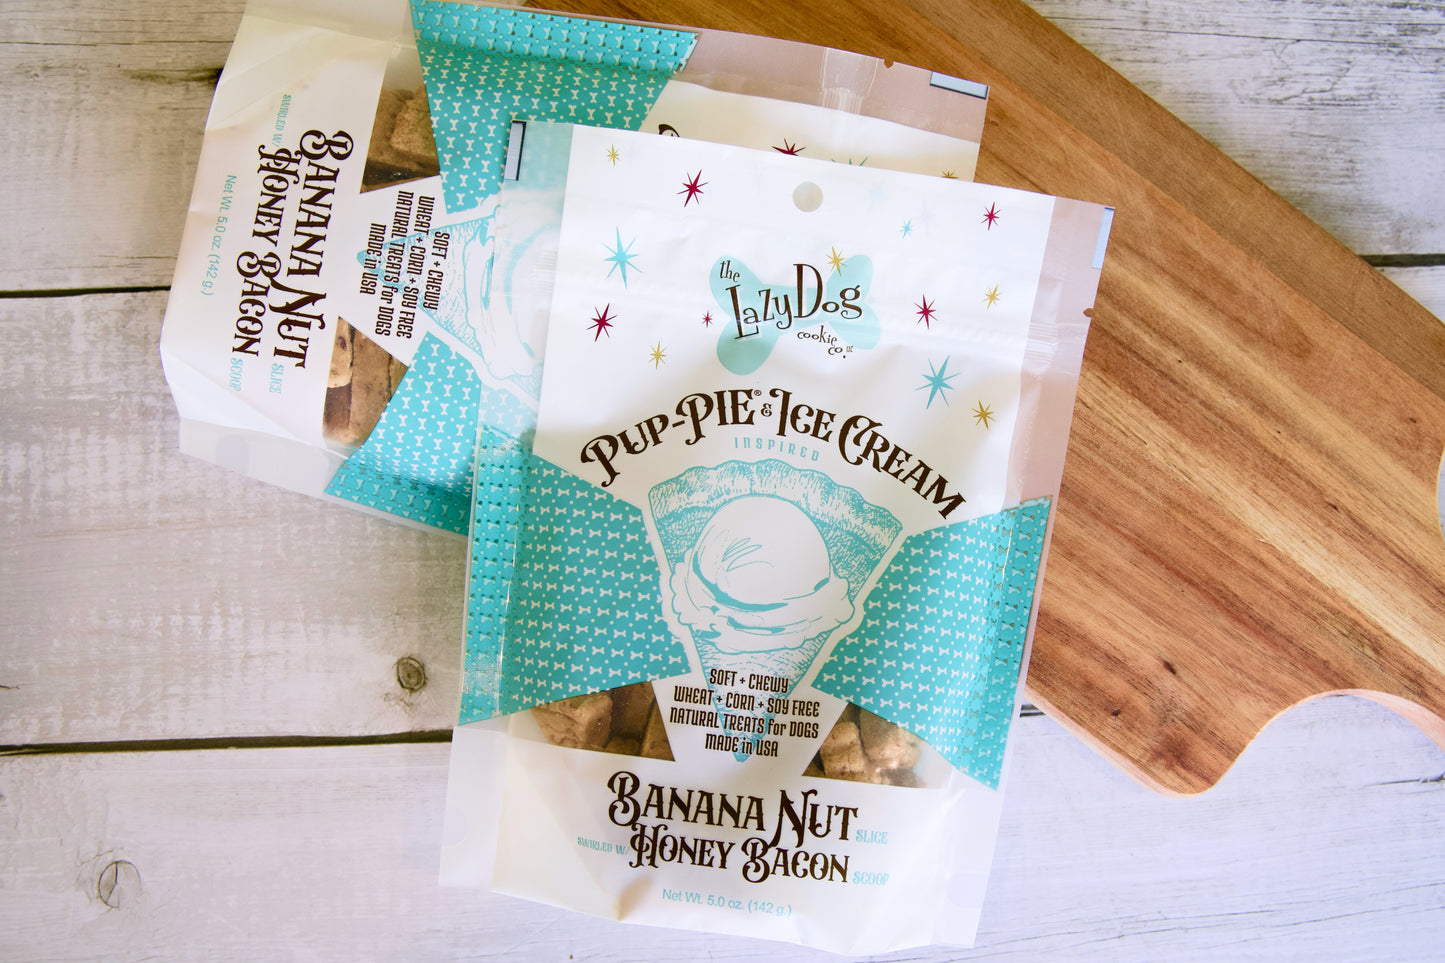 the
LazyDog
cookie
co. LLC
PUP-PIE® & ICE CREAM
INSPIRED
SOFT + CHEWY
WHEAT + CORN + SOY FREE
NATURAL TREATS for DOGS
MADE in USA
BANANA NUT SLICE
SWIRLED W/ HONEY BACON SCOOP
Net Wt. 5.0 oz. (142 g.)
SOFT + CHEWY
WHEAT + CORN + SOY FREE
NATURAL TREATS for DOGS
MADE in USA
BANANA NUT SLICE
SWIRLED W/ HONEY BACON SCOOP
Net Wt. 5.0 oz. (142 g.)